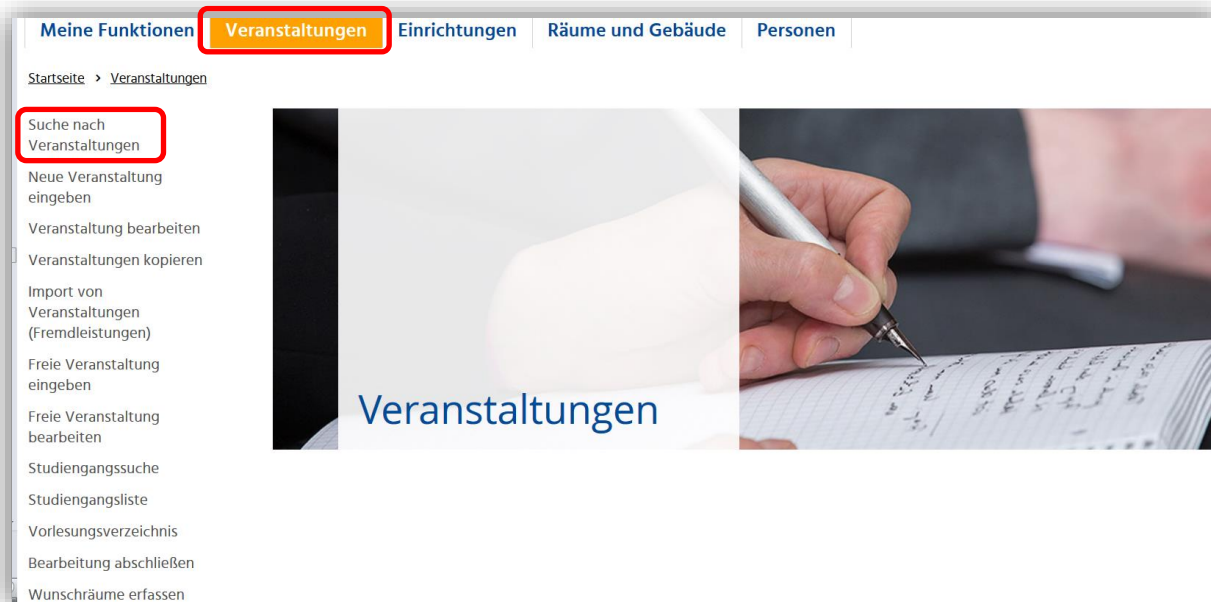 Meine Funktionen Veranstaltungen Einrichtungen Räume und Gebäude Personen
Startseite > Veranstaltungen
Suche nach
Veranstaltungen
Neue Veranstaltung
eingeben
Veranstaltung bearbeiten
Veranstaltungen kopieren
Import von
Veranstaltungen
(Fremdleistungen)
Freie Veranstaltung
eingeben
Freie Veranstaltung
bearbeiten
Studiengangssuche
Studiengangsliste
Vorlesungsverzeichnis
Bearbeitung abschließen
Wunschräume erfassen
Veranstaltungen